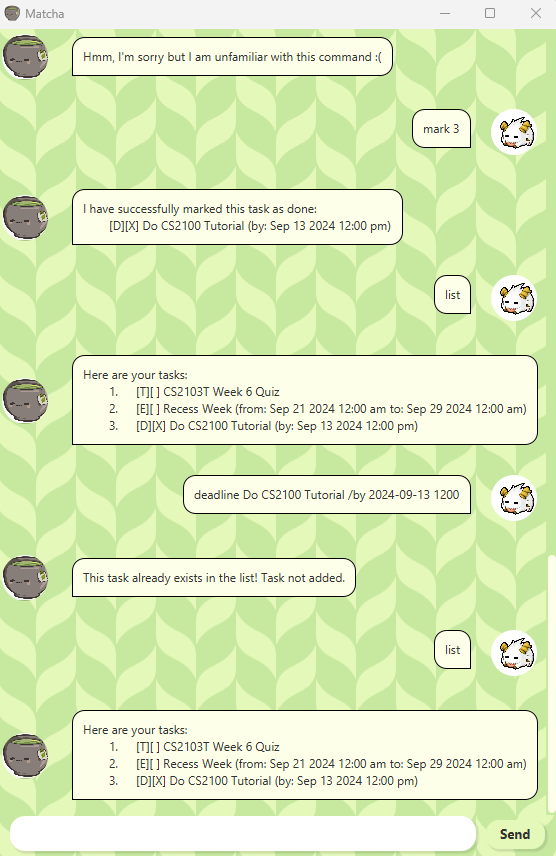 Matcha
Hmm, I'm sorry but I am unfamiliar with this command :(
mark 3
I have successfully marked this task as done:
[D][X] Do CS2100 Tutorial (by: Sep 13 2024 12:00 pm)
list
Here are your tasks:
1. [T][ ] CS2103T Week 6 Quiz
2. [E][ ] Recess Week (from: Sep 21 2024 12:00 am to: Sep 29 2024 12:00 am)
3. [D][X] Do CS2100 Tutorial (by: Sep 13 2024 12:00 pm)
deadline Do CS2100 Tutorial /by 2024-09-13 1200
This task already exists in the list! Task not added.
list
Here are your tasks:
1. [T][ ] CS2103T Week 6 Quiz
2. [E][ ] Recess Week (from: Sep 21 2024 12:00 am to: Sep 29 2024 12:00 am)
3. [D][X] Do CS2100 Tutorial (by: Sep 13 2024 12:00 pm)
Send